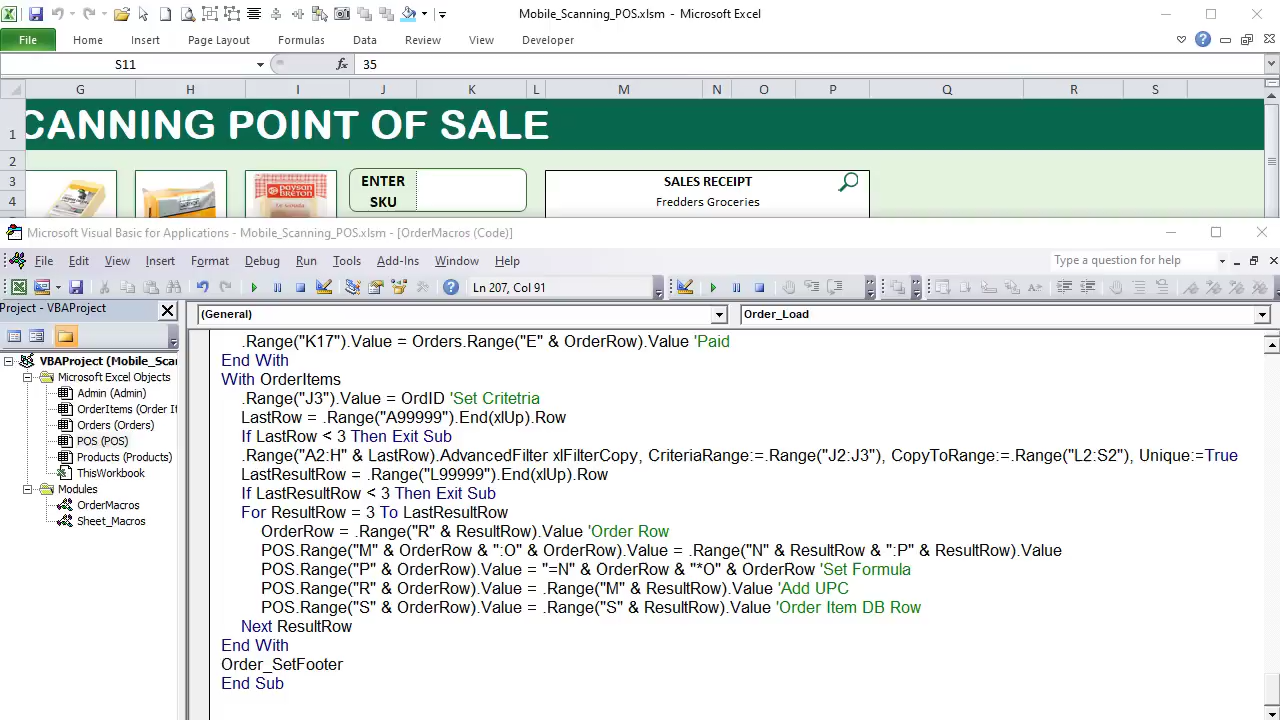 Mobile_Scanning_POS.xlsm - Microsoft Excel
File Home Insert Page Layout Formulas Data Review View Developer
S11 fx 35
G H I J K L M N O P Q R S
1 CANNING POINT OF SALE
2
3 ENTER SALES RECEIPT
4 SKU Fredders Groceries
Microsoft Visual Basic for Applications - Mobile_Scanning_POS.xlsm - [OrderMacros (Code)]
File Edit View Insert Format Debug Run Tools Add-Ins Window Help Type a question for help
Ln 207, Col 91
Project - VBAProject
(General) Order_Load
VBAProject (Mobile_Scan
Microsoft Excel Objects
Admin (Admin)
OrderItems (Order It
Orders (Orders)
POS (POS)
Products (Products)
ThisWorkbook
Modules
OrderMacros
Sheet_Macros
.Range("K17").Value = Orders.Range("E" & OrderRow).Value 'Paid
End With
With OrderItems
.Range("J3").Value = OrdID 'Set Critetria
LastRow = .Range("A99999").End(xlUp).Row
If LastRow < 3 Then Exit Sub
.Range("A2:H" & LastRow).AdvancedFilter xlFilterCopy, CriteriaRange:=.Range("J2:J3"), CopyToRange:=.Range("L2:S2"), Unique:=True
LastResultRow = .Range("L99999").End(xlUp).Row
If LastResultRow < 3 Then Exit Sub
For ResultRow = 3 To LastResultRow
OrderRow = .Range("R" & ResultRow).Value 'Order Row
POS.Range("M" & OrderRow & ":O" & OrderRow).Value = .Range("N" & ResultRow & ":P" & ResultRow).Value
POS.Range("P" & OrderRow).Value = "=N" & OrderRow & "*O" & OrderRow 'Set Formula
POS.Range("R" & OrderRow).Value = .Range("M" & ResultRow).Value 'Add UPC
POS.Range("S" & OrderRow).Value = .Range("S" & ResultRow).Value 'Order Item DB Row
Next ResultRow
End With
Order_SetFooter
End Sub